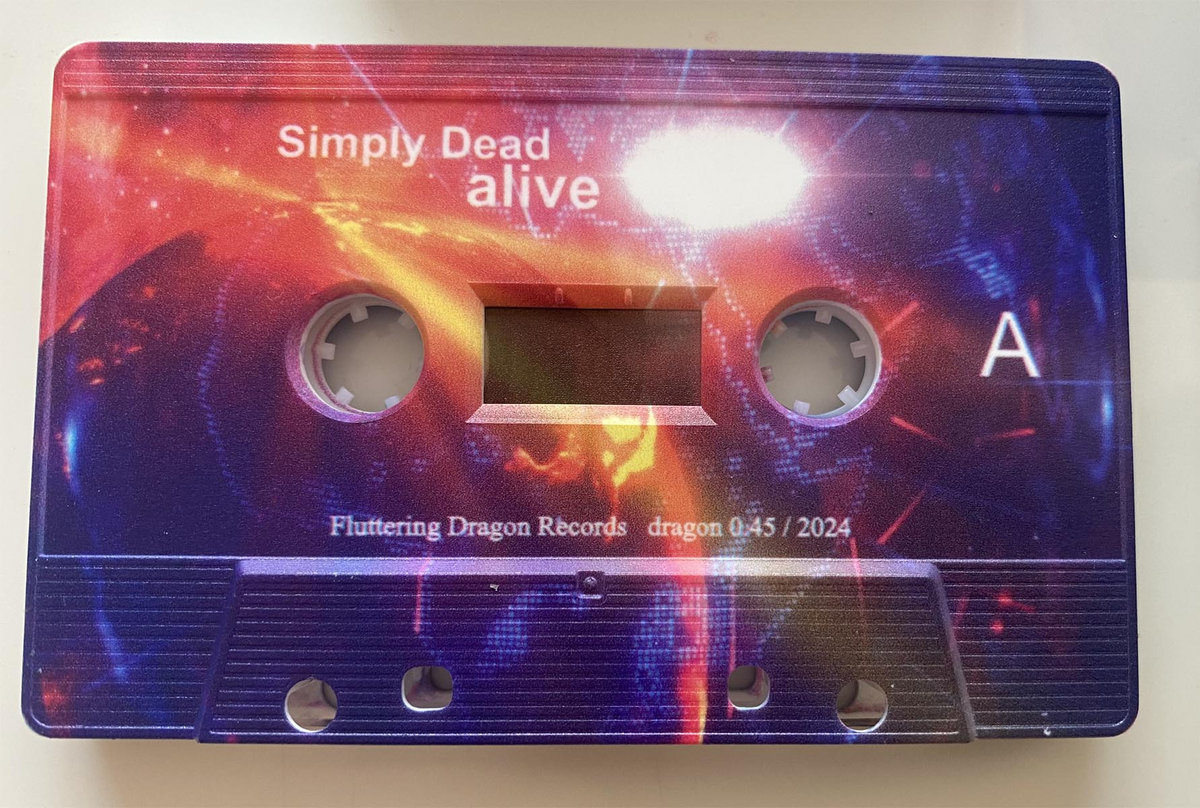 Simply Dead
alive
A
Fluttering Dragon Records dragon 0.45 / 2024